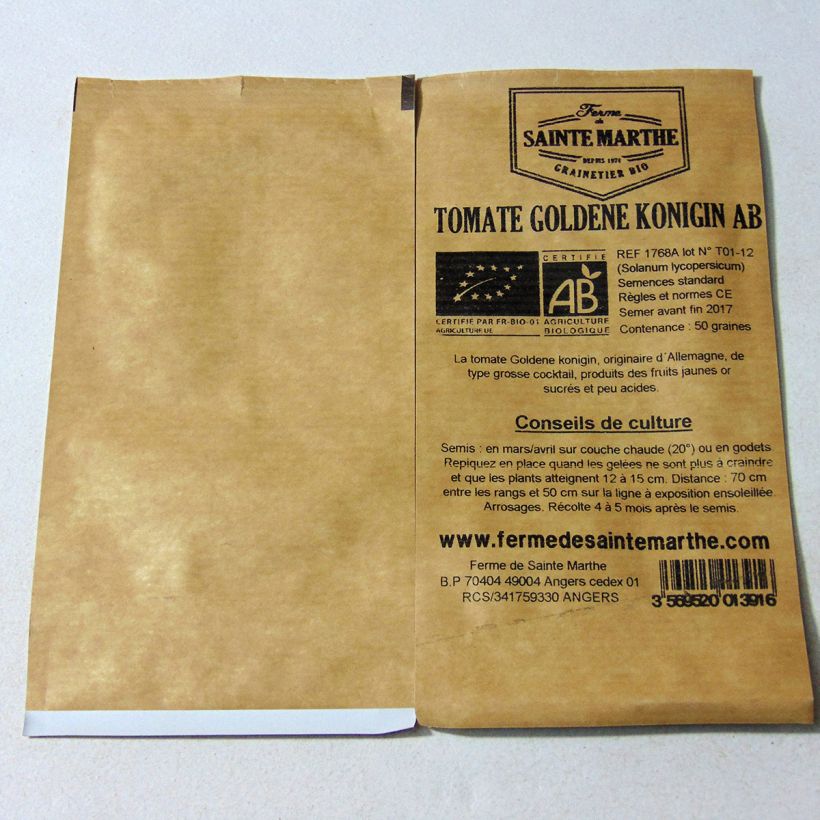 Ferme
de
SAINTE MARTHE
DEPUIS 1974
GRAINETIER BIO
TOMATE GOLDENE KONIGIN AB
CERTIFIE PAR FR-BIO-01
AGRICULTURE UE
CERTIFIE
AB
AGRICULTURE
BIOLOGIQUE
REF 1768A lot N° T01-12
(Solanum lycopersicum)
Semences standard
Règles et normes CE
Semer avant fin 2017
Contenance : 50 graines
La tomate Goldene konigin, originaire d´Allemagne, de
type grosse cocktail, produits des fruits jaunes or
sucrés et peu acides.
Conseils de culture
Semis : en mars/avril sur couche chaude (20°) ou en godets
Repiquez en place quand les gelées ne sont plus à craindre
et que les plants atteignent 12 à 15 cm. Distance : 70 cm
entre les rangs et 50 cm sur la ligne à exposition ensoleillée.
Arrosages. Récolte 4 à 5 mois après le semis.
www.fermedesaintemarthe.com
Ferme de Sainte Marthe
B.P 70404 49004 Angers cedex 01
RCS/341759330 ANGERS
3 569520 013916